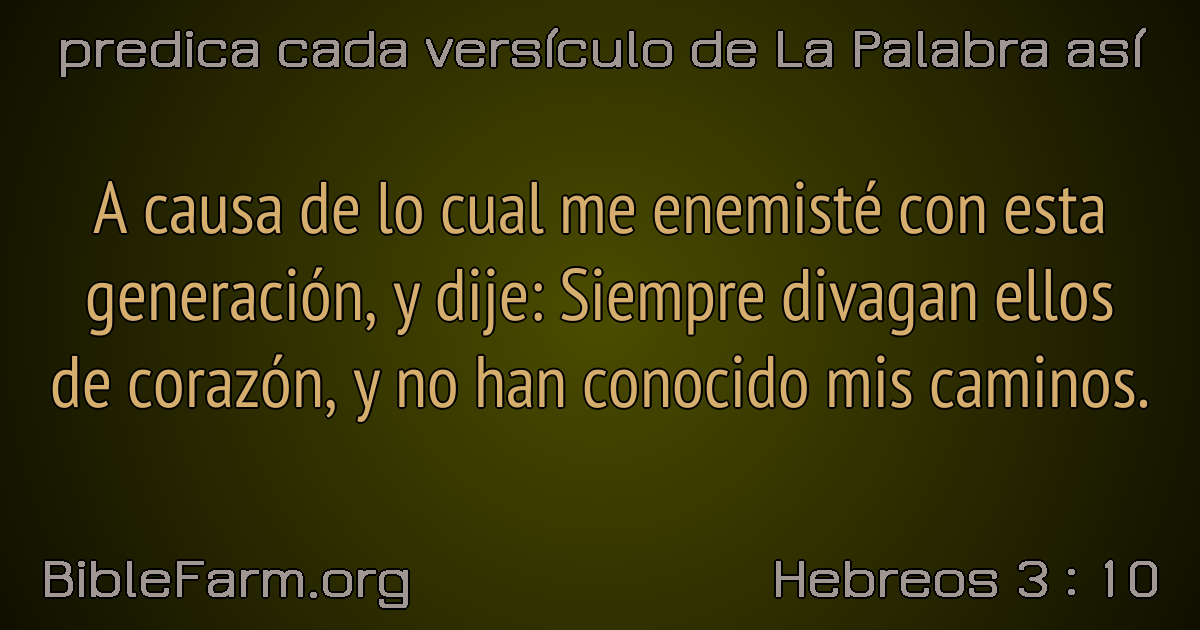 predica cada versículo de La Palabra así
A causa de lo cual me enemisté con esta
generación, y dije: Siempre divagan ellos
de corazón, y no han conocido mis caminos.
BibleFarm.org
Hebreos 3 : 10